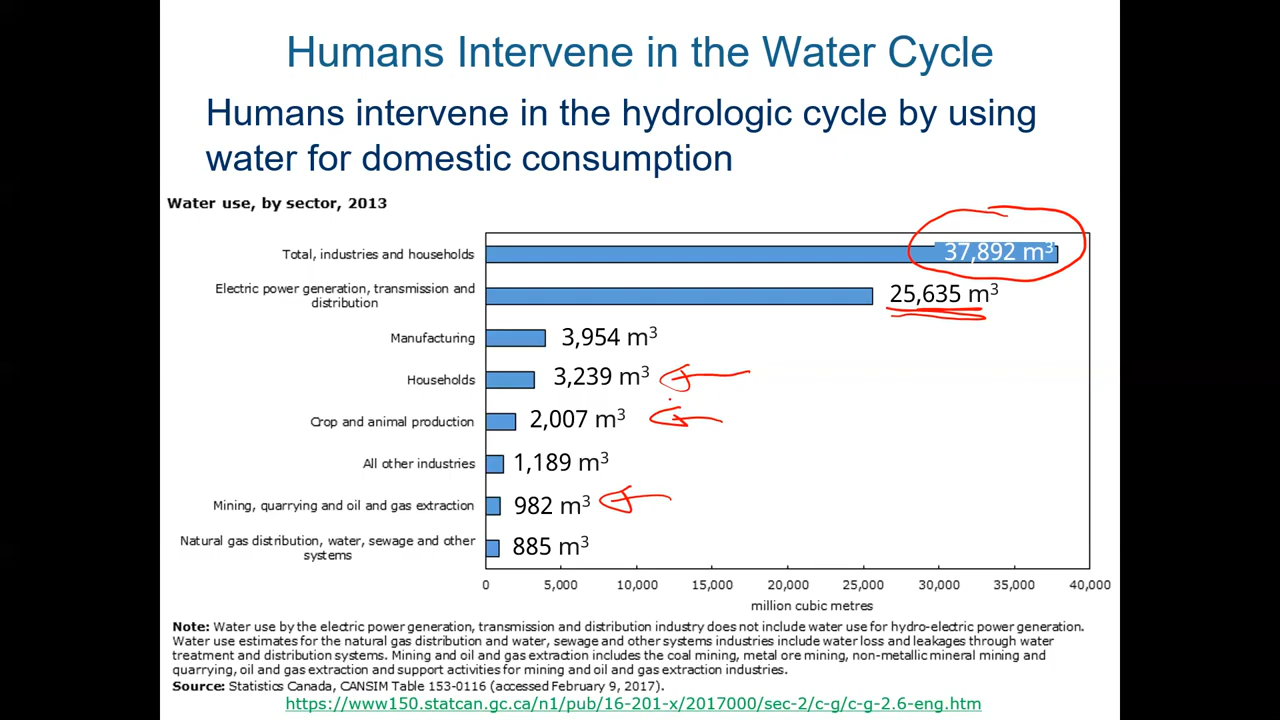 Humans Intervene in the Water Cycle
Humans intervene in the hydrologic cycle by using
water for domestic consumption
Water use, by sector, 2013
Total, industries and households
37,892 m³
Electric power generation, transmission and
distribution
25,635 m³
Manufacturing
3,954 m³
Households
3,239 m³
Crop and animal production
2,007 m³
All other industries
1,189 m³
Mining, quarrying and oil and gas extraction
982 m³
Natural gas distribution, water, sewage and other
systems
885 m³
0 5,000 10,000 15,000 20,000 25,000 30,000 35,000 40,000
million cubic metres
Note: Water use by the electric power generation, transmission and distribution industry does not include water use for hydro-electric power generation.
Water use estimates for the natural gas distribution and water, sewage and other systems industries include water loss and leakages through water
treatment and distribution systems. Mining and oil and gas extraction includes the coal mining, metal ore mining, non-metallic mineral mining and
quarrying, oil and gas extraction and support activities for mining and oil and gas extraction industries.
Source: Statistics Canada, CANSIM Table 153-0116 (accessed February 9, 2017).
https://www150.statcan.gc.ca/n1/pub/16-201-x/2017000/sec-2/c-g/c-g-2.6-eng.htm